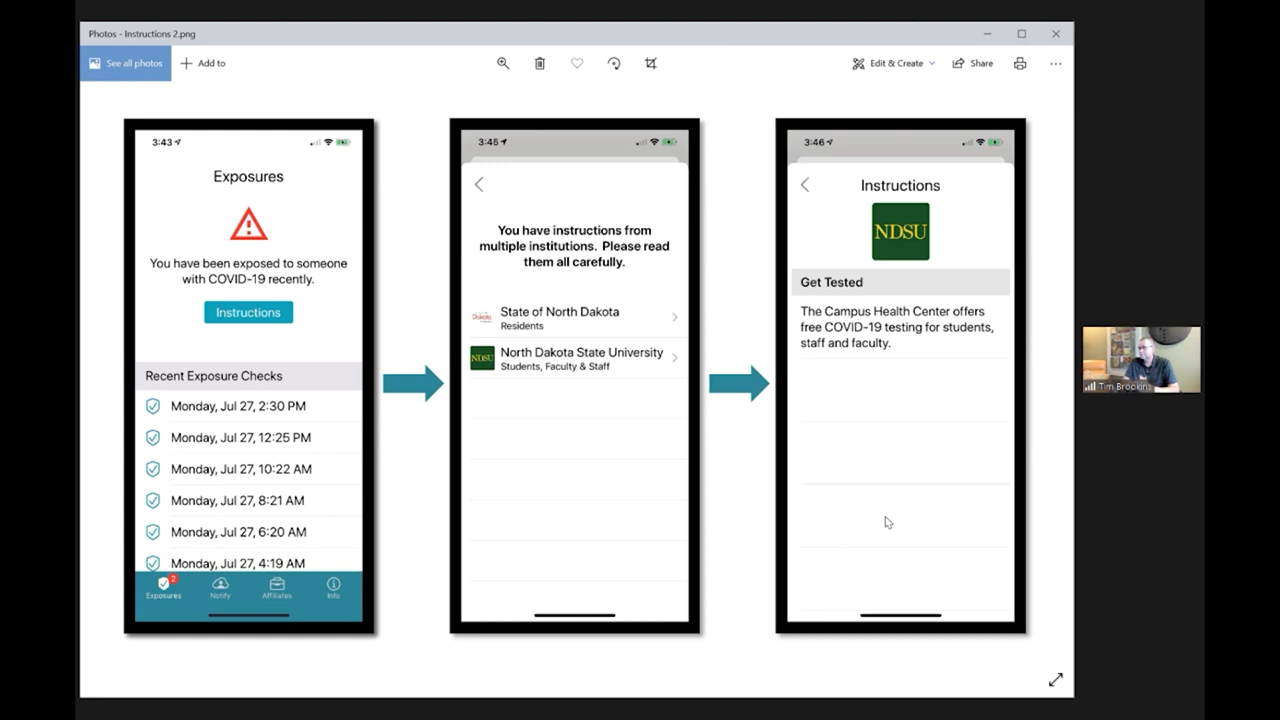 Photos - Instructions 2.png
See all photos
Add to
Edit & Create
Share
3:43
Exposures
You have been exposed to someone
with COVID-19 recently.
Instructions
Recent Exposure Checks
Monday, Jul 27, 2:30 PM
Monday, Jul 27, 12:25 PM
Monday, Jul 27, 10:22 AM
Monday, Jul 27, 8:21 AM
Monday, Jul 27, 6:20 AM
Monday, Jul 27, 4:19 AM
2
Exposures
Notify
Affiliates
Info
3:45
You have instructions from
multiple institutions. Please read
them all carefully.
State of North Dakota
Residents
NDSU
North Dakota State University
Students, Faculty & Staff
3:46
Instructions
NDSU
Get Tested
The Campus Health Center offers
free COVID-19 testing for students,
staff and faculty.
Tim Brookins